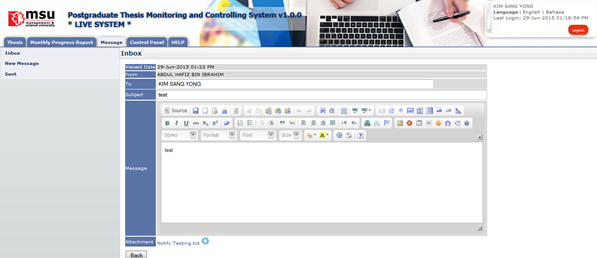 msu
management & science university
Postgraduate Thesis Monitoring and Controlling System v1.0.0
* LIVE SYSTEM *
KIM SANG YONG
Language : English | Bahasa
Last Login: 29-Jun-2015 01:16:54 PM
Logout
Thesis Monthly Progress Report Message Control Panel HELP
Inbox
New Message
Sent
Inbox
Viewed Date 29-Jun-2015 01:23 PM
From ABDUL HAFIZ BIN IBRAHIM
To KIM SANG YONG
Subject test
Message
Source
Styles Format Font Size
test
Attachment Notify Testing.txt
Back